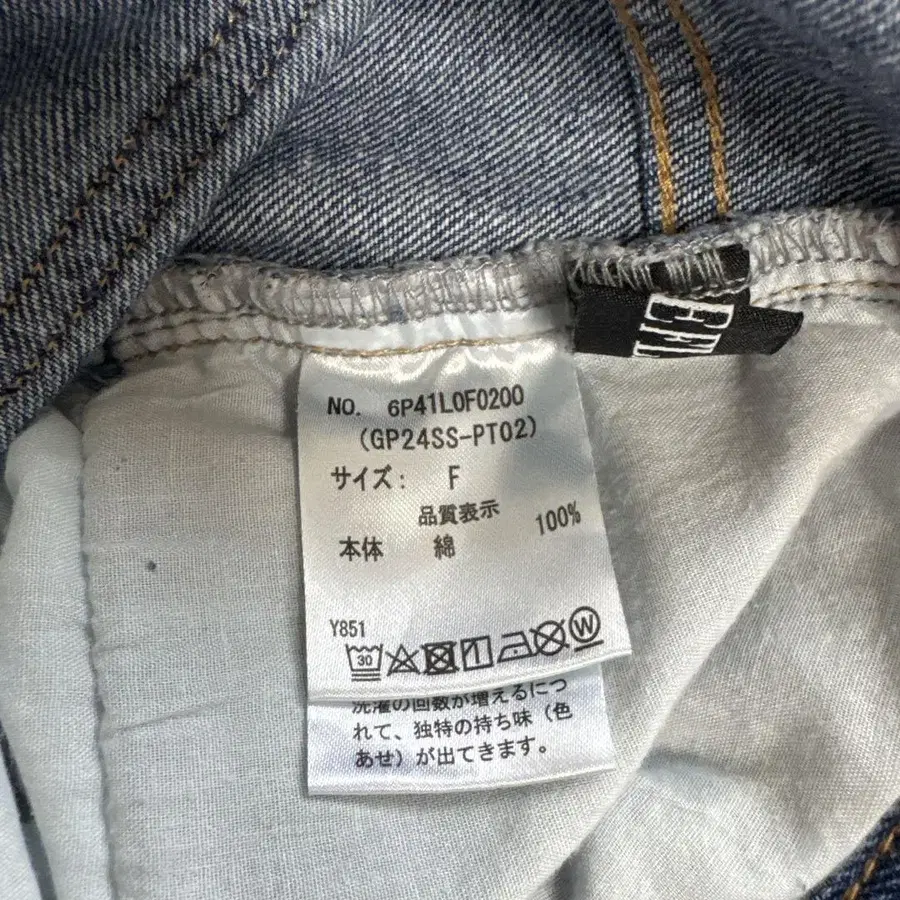 NO. 6P41L0F0200
(GP24SS-PT02)
サイズ: F
品質表示
本体 綿 100%
Y851
30
W
洗濯の回数が増えるにつ
れて、独特の持ち味（色
あせ）が出てきます。